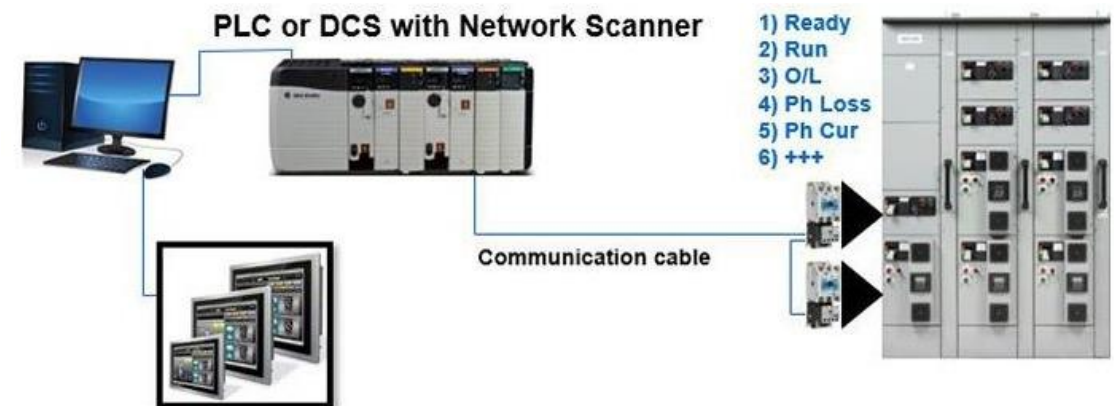 PLC or DCS with Network Scanner
1) Ready
2) Run
3) O/L
4) Ph Loss
5) Ph Cur
6) +++
Communication cable